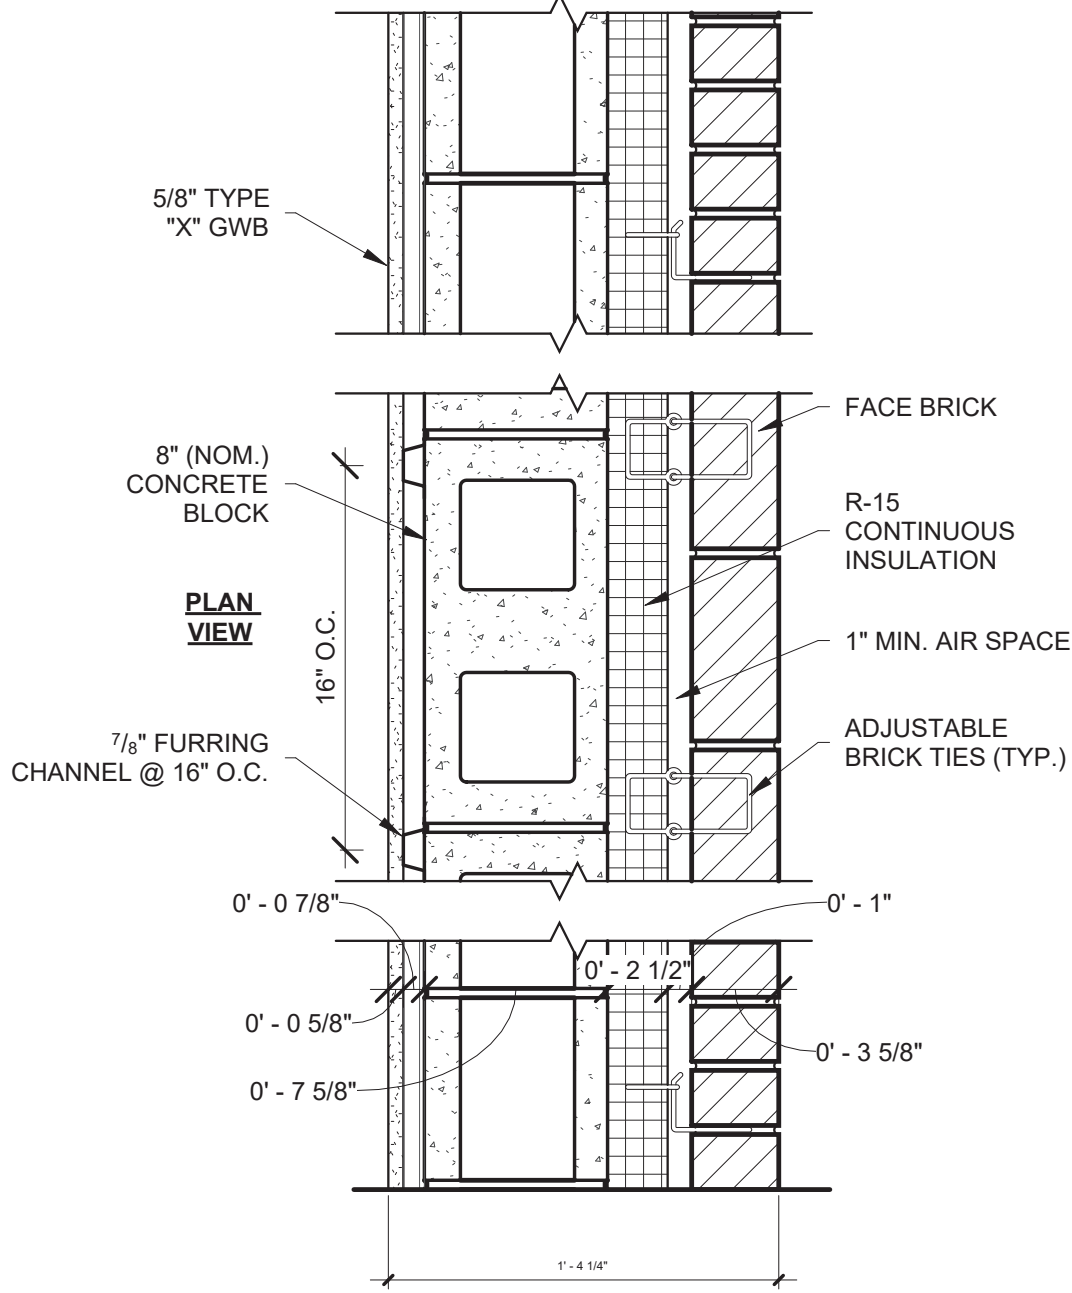 5/8" TYPE
"X" GWB
8" (NOM.)
CONCRETE
BLOCK
FACE BRICK
R-15
CONTINUOUS
INSULATION
PLAN
VIEW
16" O.C.
1" MIN. AIR SPACE
7/8" FURRING
CHANNEL @ 16" O.C.
ADJUSTABLE
BRICK TIES (TYP.)
0' - 0 7/8"
0' - 1"
0' - 2 1/2"
0' - 0 5/8"
0' - 3 5/8"
0' - 7 5/8"
1' - 4 1/4"